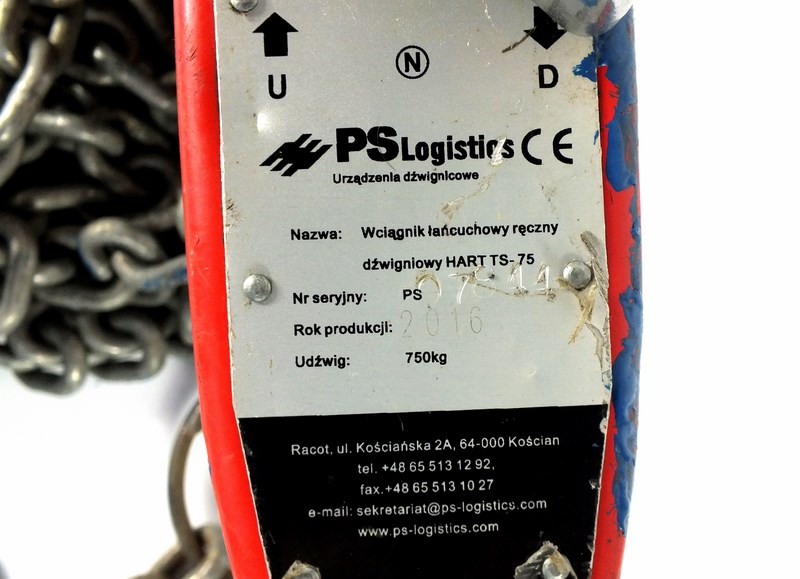 U
N
D
PS Logistics CE
Urządzenia dźwignicowe
Nazwa: Wciągnik łańcuchowy ręczny
dźwigniowy HART TS-75
Nr seryjny: PS
Rok produkcji: 2016
Udźwig: 750kg
Racot, ul. Kościańska 2A, 64-000 Kościan
tel. +48 65 513 12 92,
fax.+48 65 513 10 27
e-mail: sekretariat@ps-logistics.com
www.ps-logistics.com